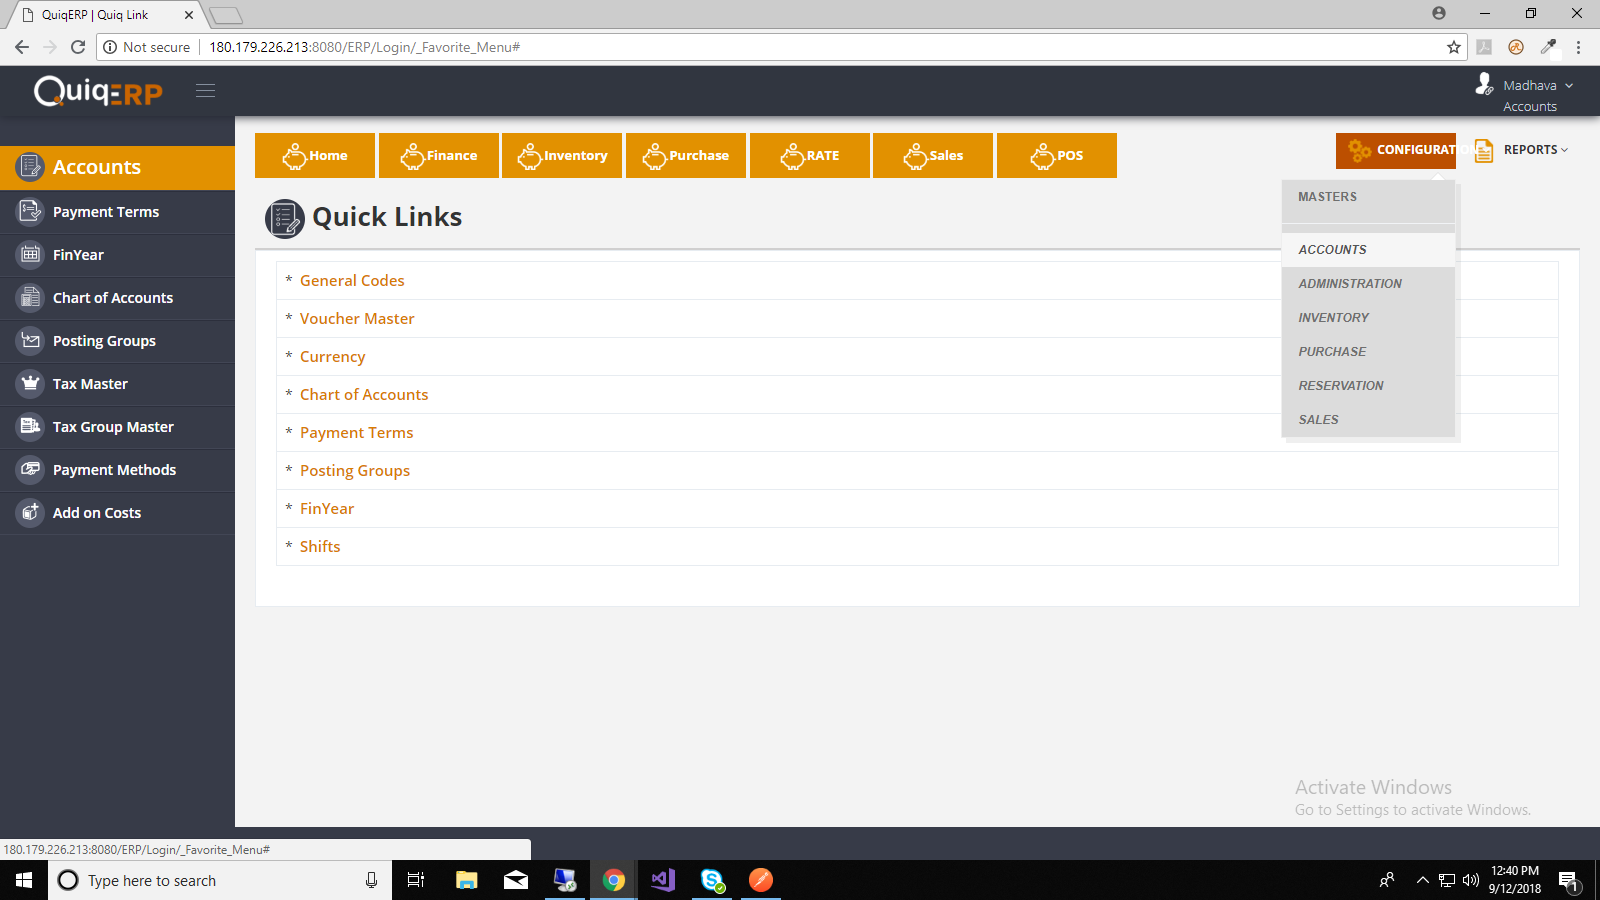 QuiqERP | Quiq Link
Not secure
180.179.226.213:8080/ERP/Login/_Favorite_Menu#
QuiqERP
Madhava
Accounts
Home
Finance
Inventory
Purchase
RATE
Sales
POS
CONFIGURATION
REPORTS
Accounts
Payment Terms
FinYear
Chart of Accounts
Posting Groups
Tax Master
Tax Group Master
Payment Methods
Add on Costs
Quick Links
* General Codes
* Voucher Master
* Currency
* Chart of Accounts
* Payment Terms
* Posting Groups
* FinYear
* Shifts
MASTERS
ACCOUNTS
ADMINISTRATION
INVENTORY
PURCHASE
RESERVATION
SALES
Activate Windows
Go to Settings to activate Windows.
180.179.226.213:8080/ERP/Login/_Favorite_Menu#
Type here to search
12:40 PM
9/12/2018
1